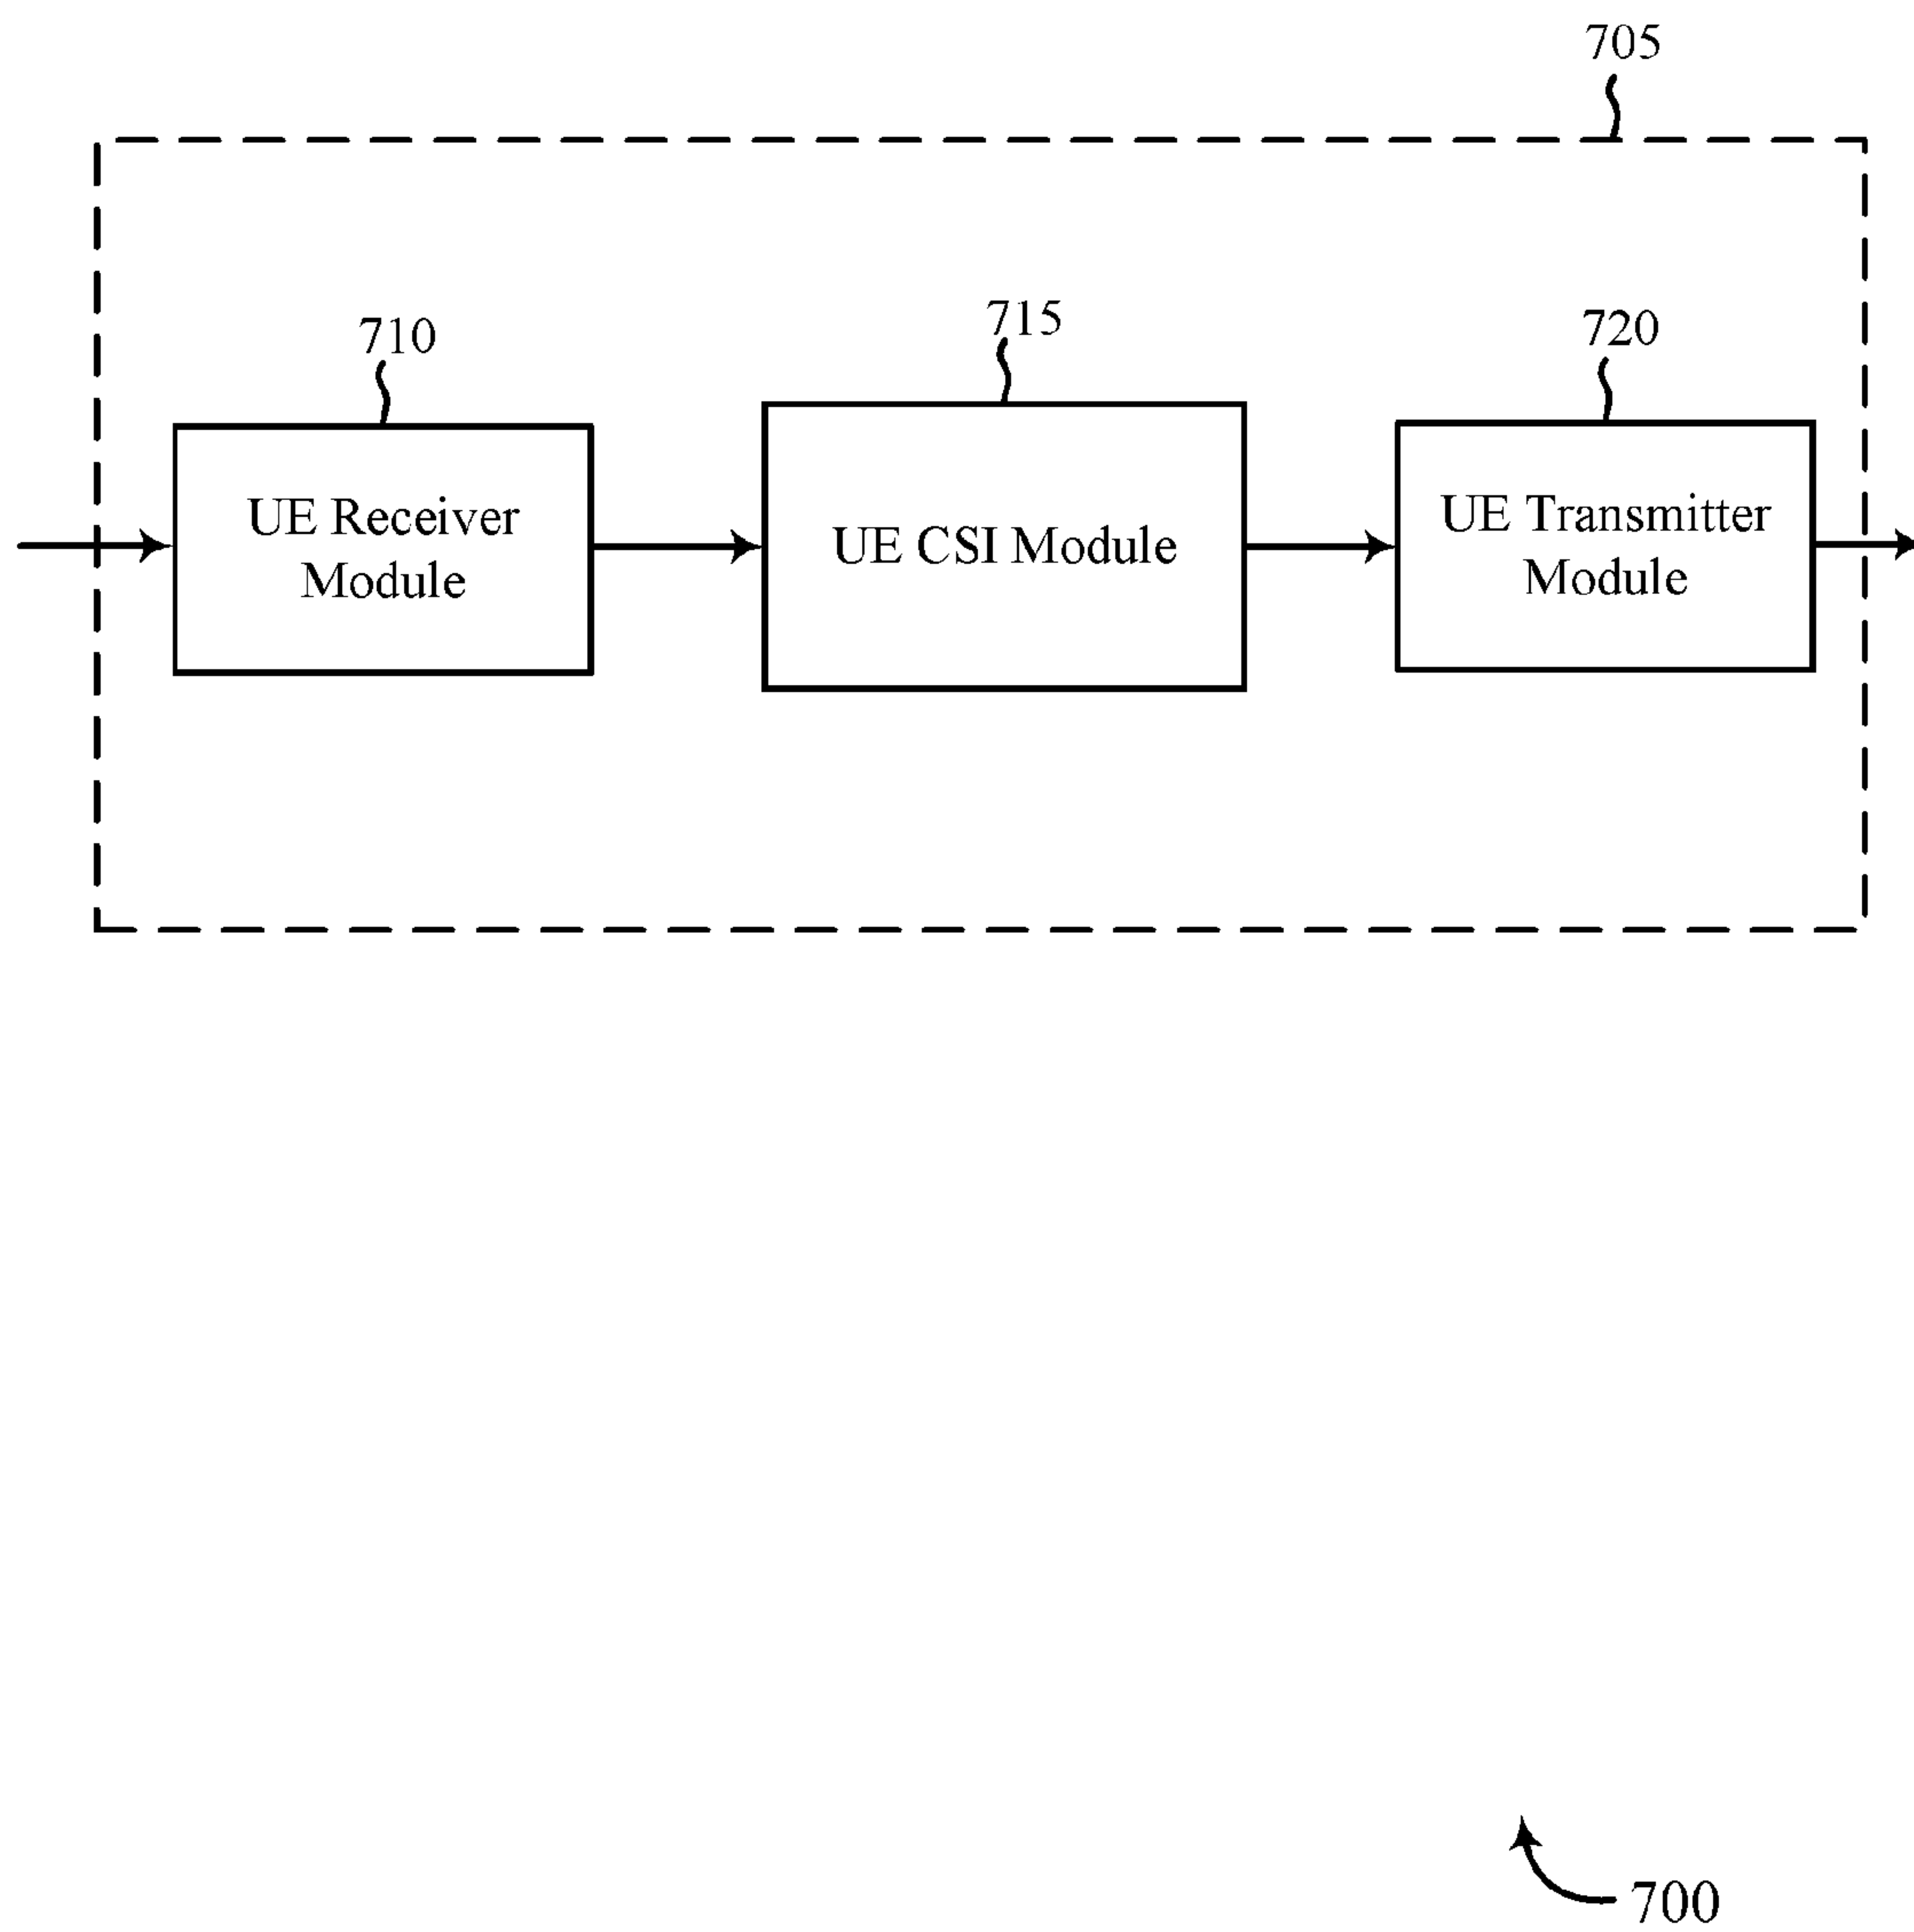 705
710
715
720
UE Receiver
Module
UE CSI Module
UE Transmitter
Module
700